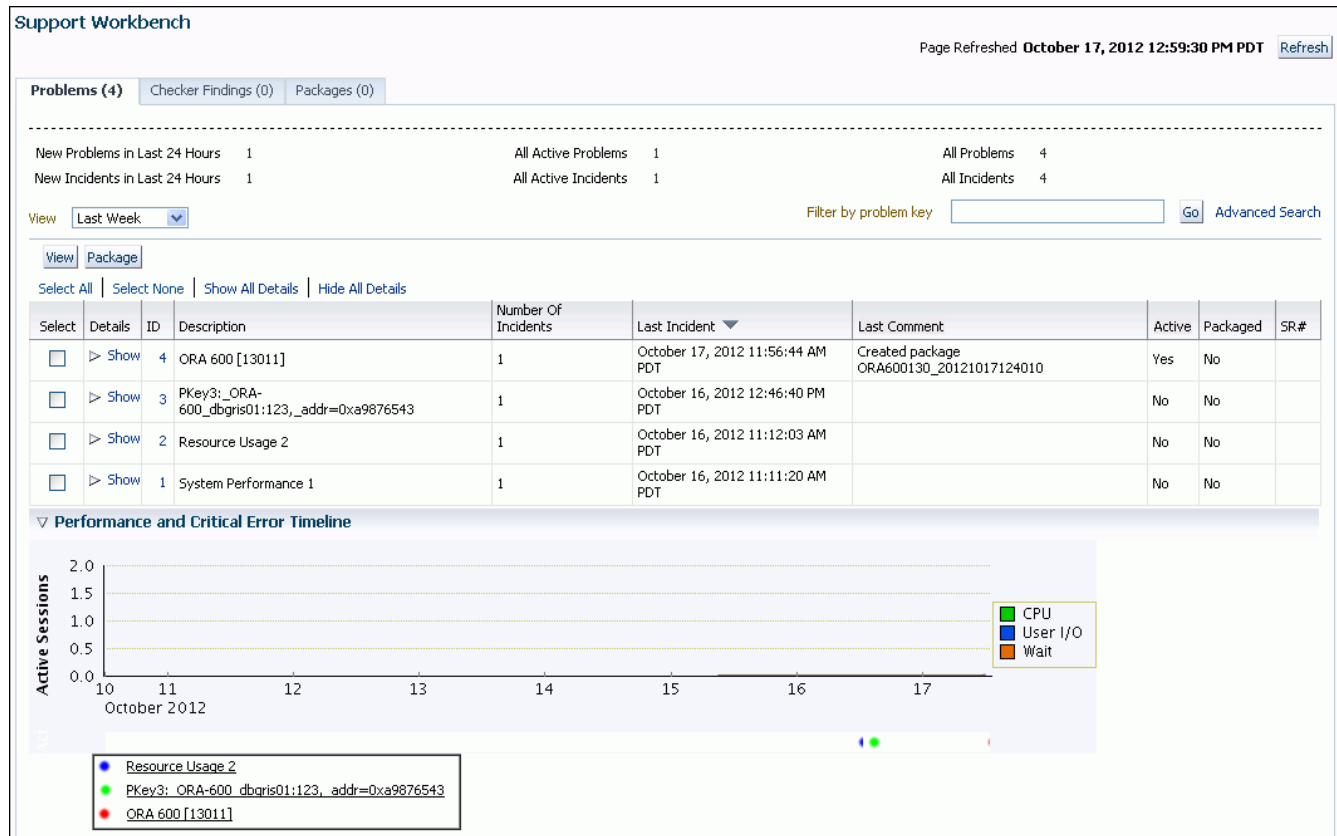 Support Workbench
Page Refreshed October 17, 2012 12:59:30 PM PDT Refresh
Problems (4) Checker Findings (0) Packages (0)
New Problems in Last 24 Hours 1 All Active Problems 1 All Problems 4
New Incidents in Last 24 Hours 1 All Active Incidents 1 All Incidents 4
View Last Week Filter by problem key Go Advanced Search
View Package
Select All Select None Show All Details Hide All Details
Select Details ID Description Number Of Incidents Last Incident Last Comment Active Packaged SR#
Show 4 ORA 600 [13011] 1 October 17, 2012 11:56:44 AM PDT Created package ORA600130_20121017124010 Yes No
Show 3 PKey3:_ORA-600_dbgris01:123,_addr=0xa9876543 1 October 16, 2012 12:46:40 PM PDT No No
Show 2 Resource Usage 2 1 October 16, 2012 11:12:03 AM PDT No No
Show 1 System Performance 1 1 October 16, 2012 11:11:20 AM PDT No No
Performance and Critical Error Timeline
Active Sessions
2.0
1.5
1.0
0.5
0.0
10 11 12 13 14 15 16 17
October 2012
CPU
User I/O
Wait
Act
Resource Usage 2
PKey3:_ORA-600_dbgris01:123,_addr=0xa9876543
ORA 600 [13011]